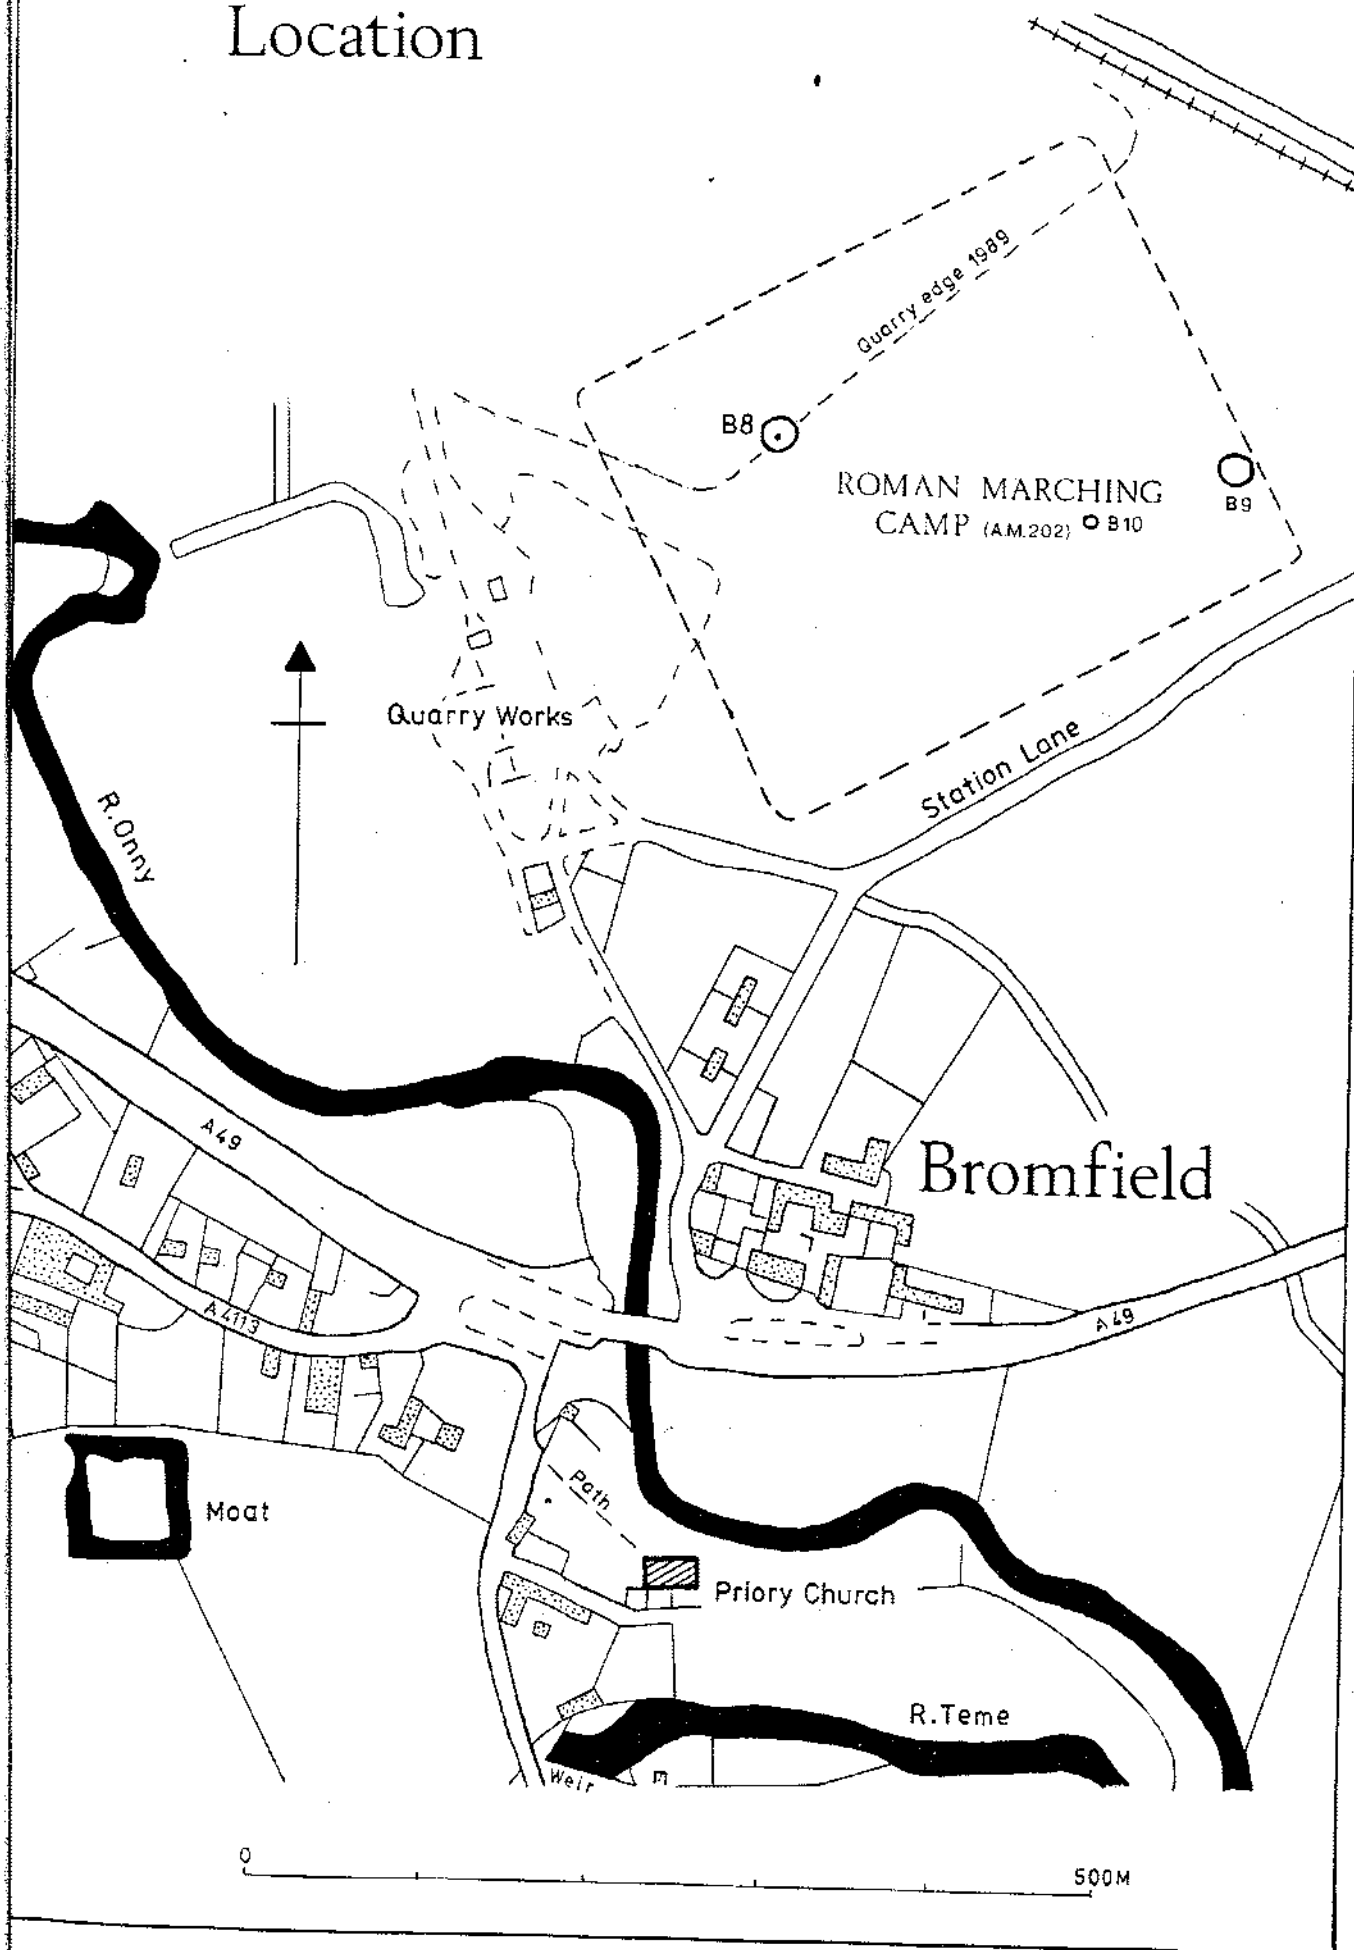 Location
Quarry edge 1989
B8
ROMAN MARCHING
CAMP (A.M.202) B10
B9
Quarry Works
Station Lane
R.Onny
A49
Bromfield
A4113
A49
Path
Moat
Priory Church
R.Teme
Weir
0
500M